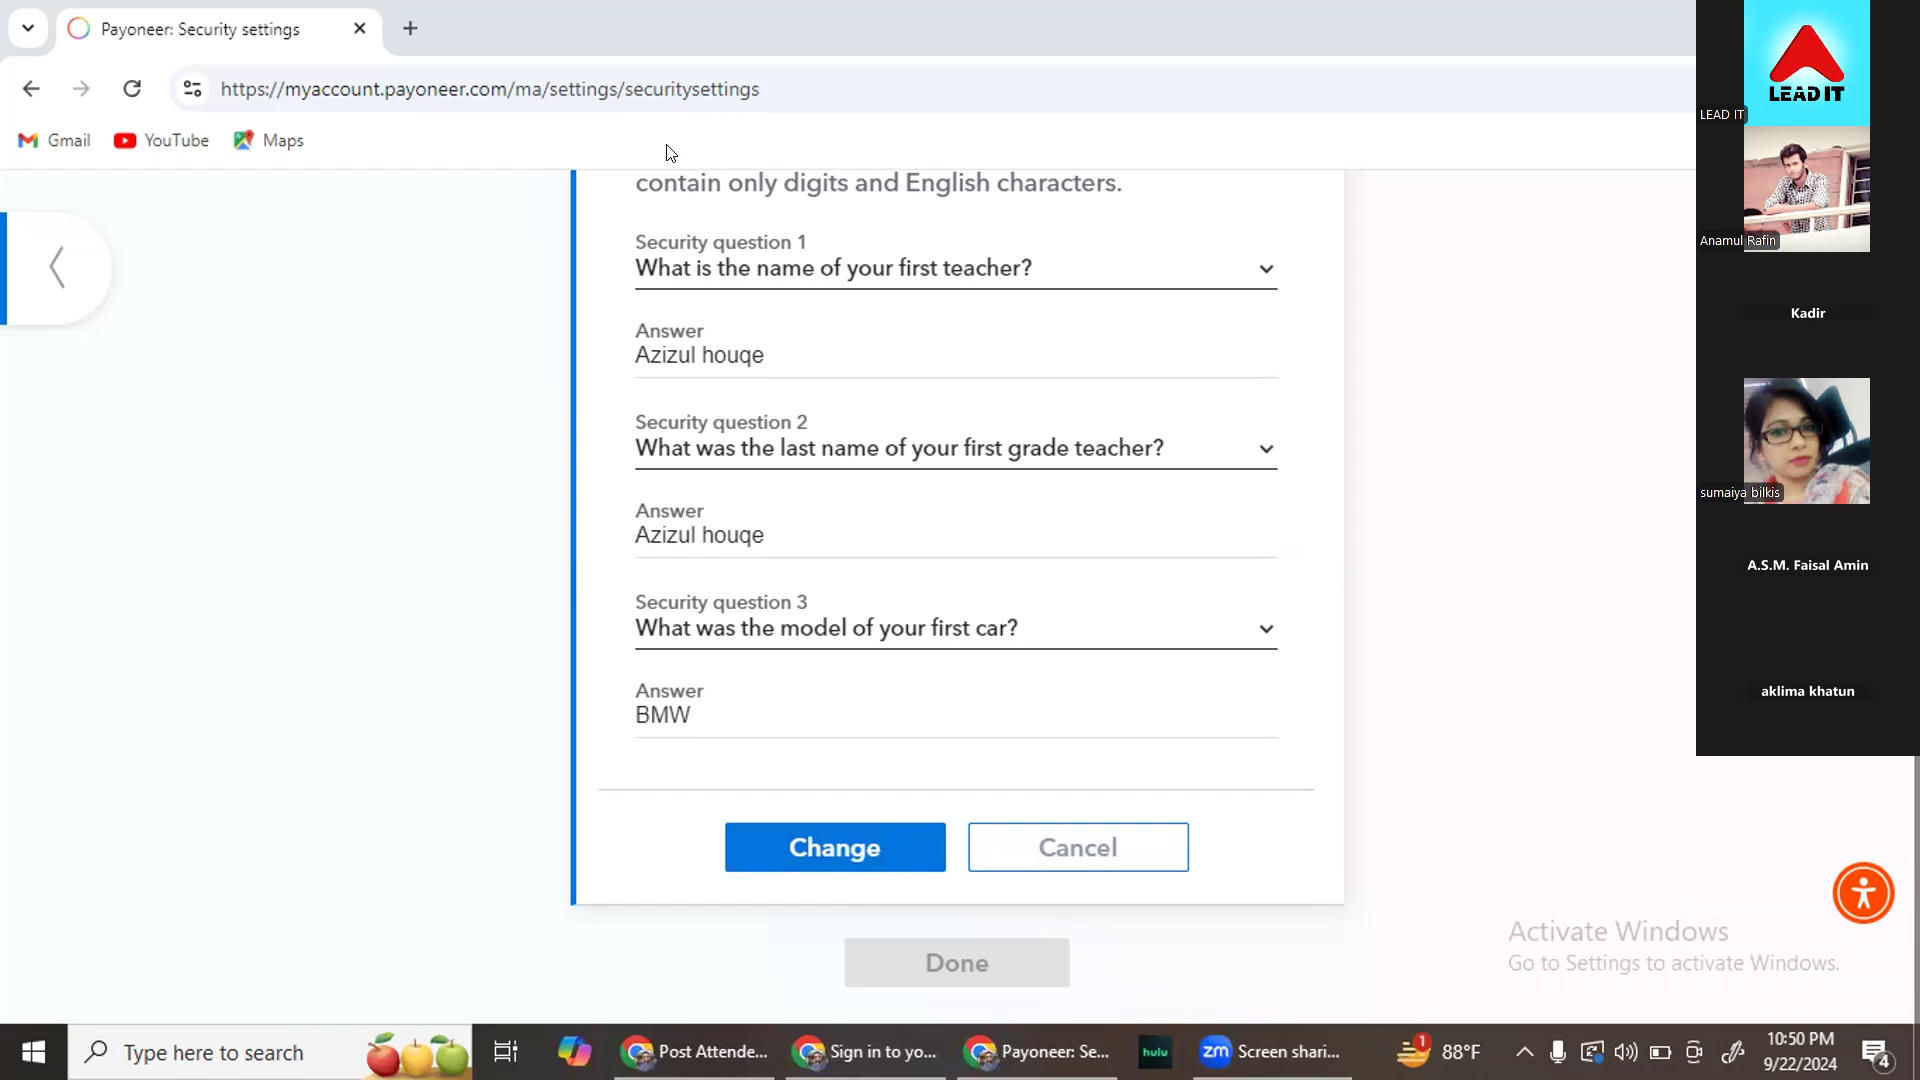 Payoneer: Security settings
https://myaccount.payoneer.com/ma/settings/securitysettings
Gmail
YouTube
Maps
contain only digits and English characters.
Security question 1
What is the name of your first teacher?
Answer
Azizul houqe
Security question 2
What was the last name of your first grade teacher?
Answer
Azizul houqe
Security question 3
What was the model of your first car?
Answer
BMW
Change
Cancel
Done
LEAD IT
LEAD IT
Anamul Rafin
Kadir
sumaiya bilkis
A.S.M. Faisal Amin
aklima khatun
Activate Windows
Go to Settings to activate Windows.
Type here to search
Post Attende...
Sign in to yo...
Payoneer: Se...
hulu
zm
Screen shari...
1
88°F
10:50 PM
9/22/2024
4